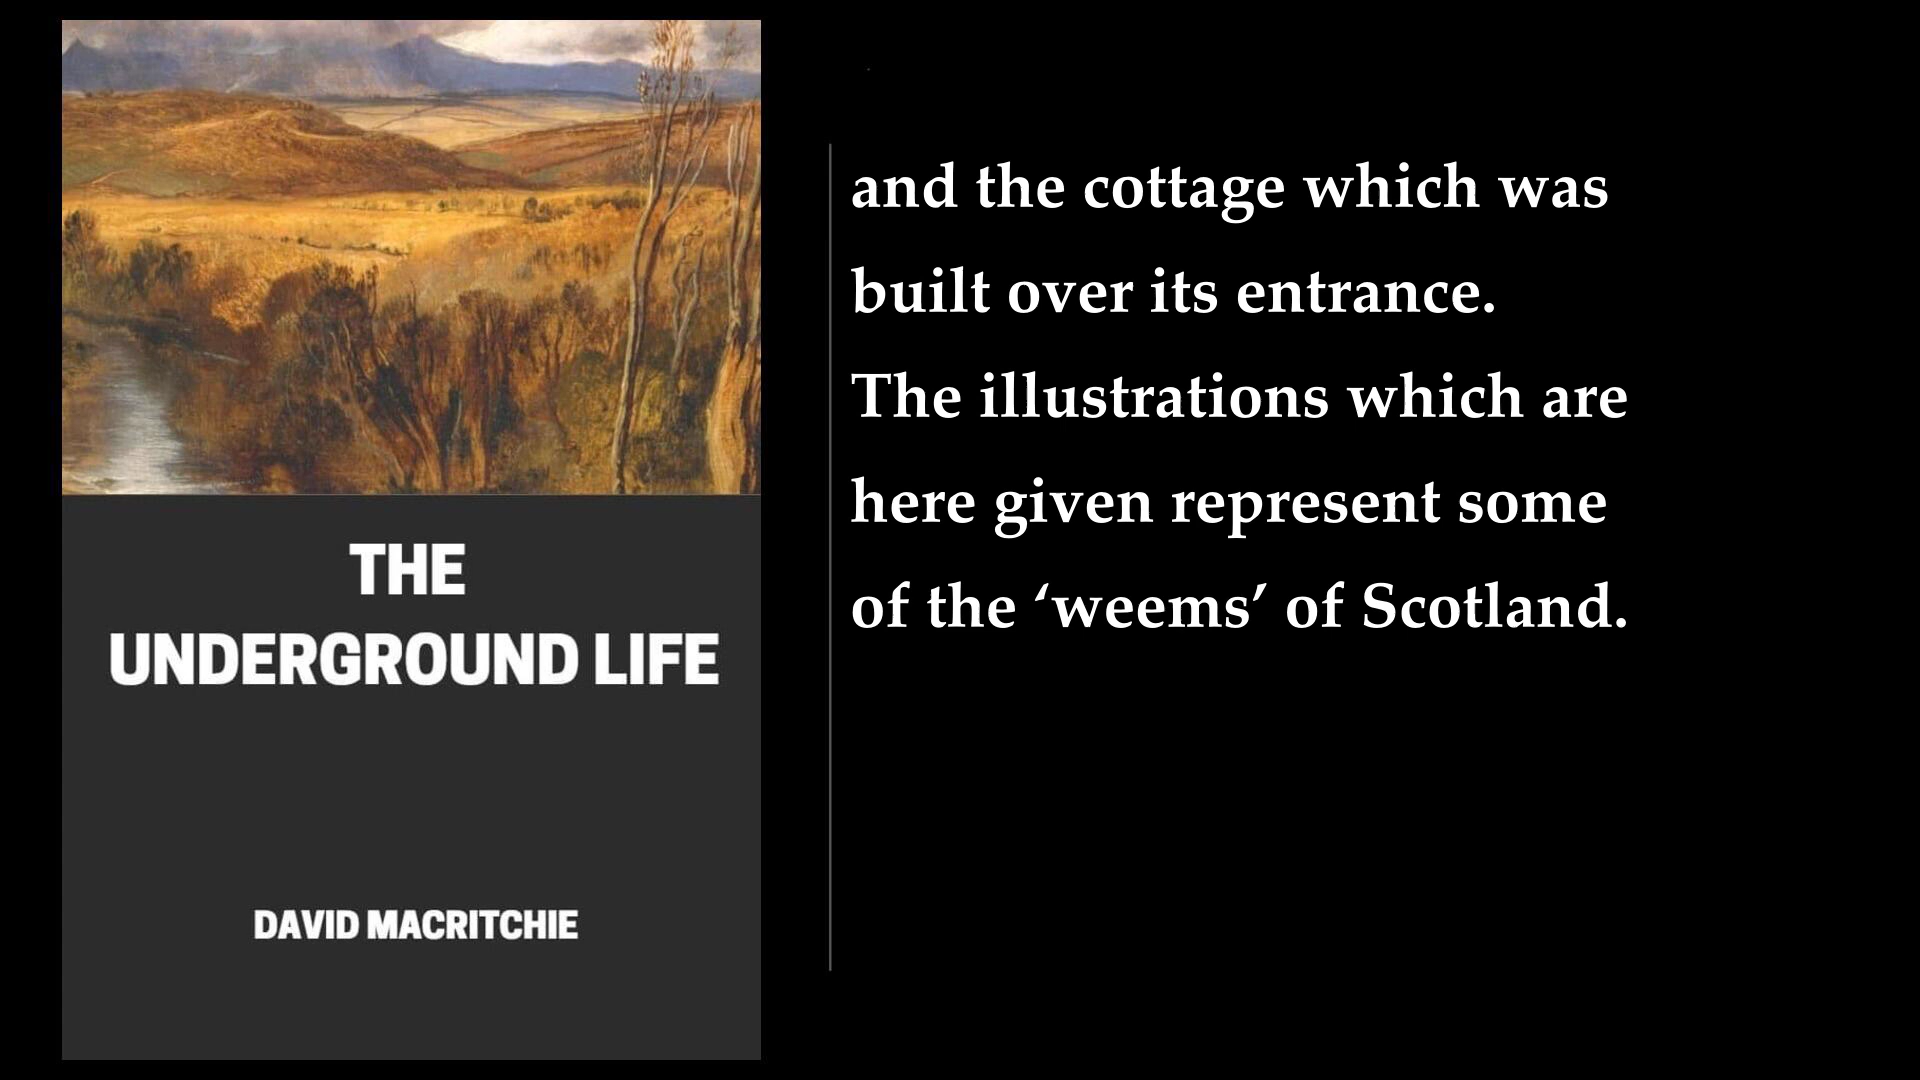 THE
UNDERGROUND LIFE
DAVID MACRITCHIE
and the cottage which was
built over its entrance.
The illustrations which are
here given represent some
of the ‘weems’ of Scotland.